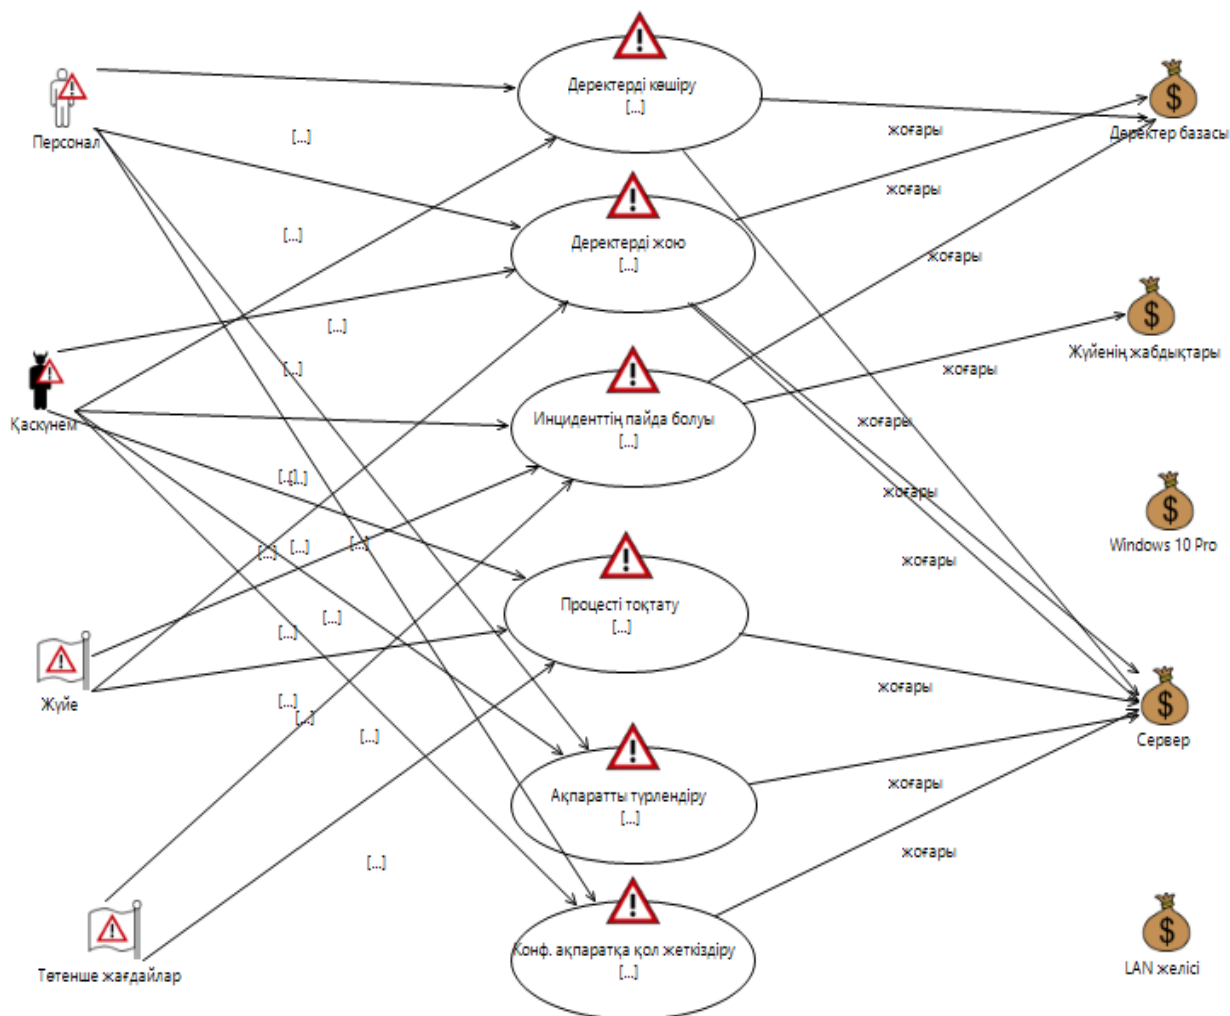 Деректерді көшіру
[...]
Персонал
[...]
жоғары
Деректер базасы
жоғары
Деректерді жою
[...]
[...]
жоғары
[...]
Жүйенің жабдықтары
[...]
жоғары
Қаскүнем
Инциденттің пайда болуы
[...]
жоғары
[...]
[...]
жоғары
[...]
[...]
[...]
Windows 10 Pro
жоғары
Процесті тоқтату
[...]
[...]
[...]
Жүйе
жоғары
[...]
[...]
[...]
Сервер
жоғары
Ақпаратты түрлендіру
[...]
[...]
жоғары
Конф. ақпаратқа қол жеткіздіру
[...]
Төтенше жағдайлар
LAN желісі